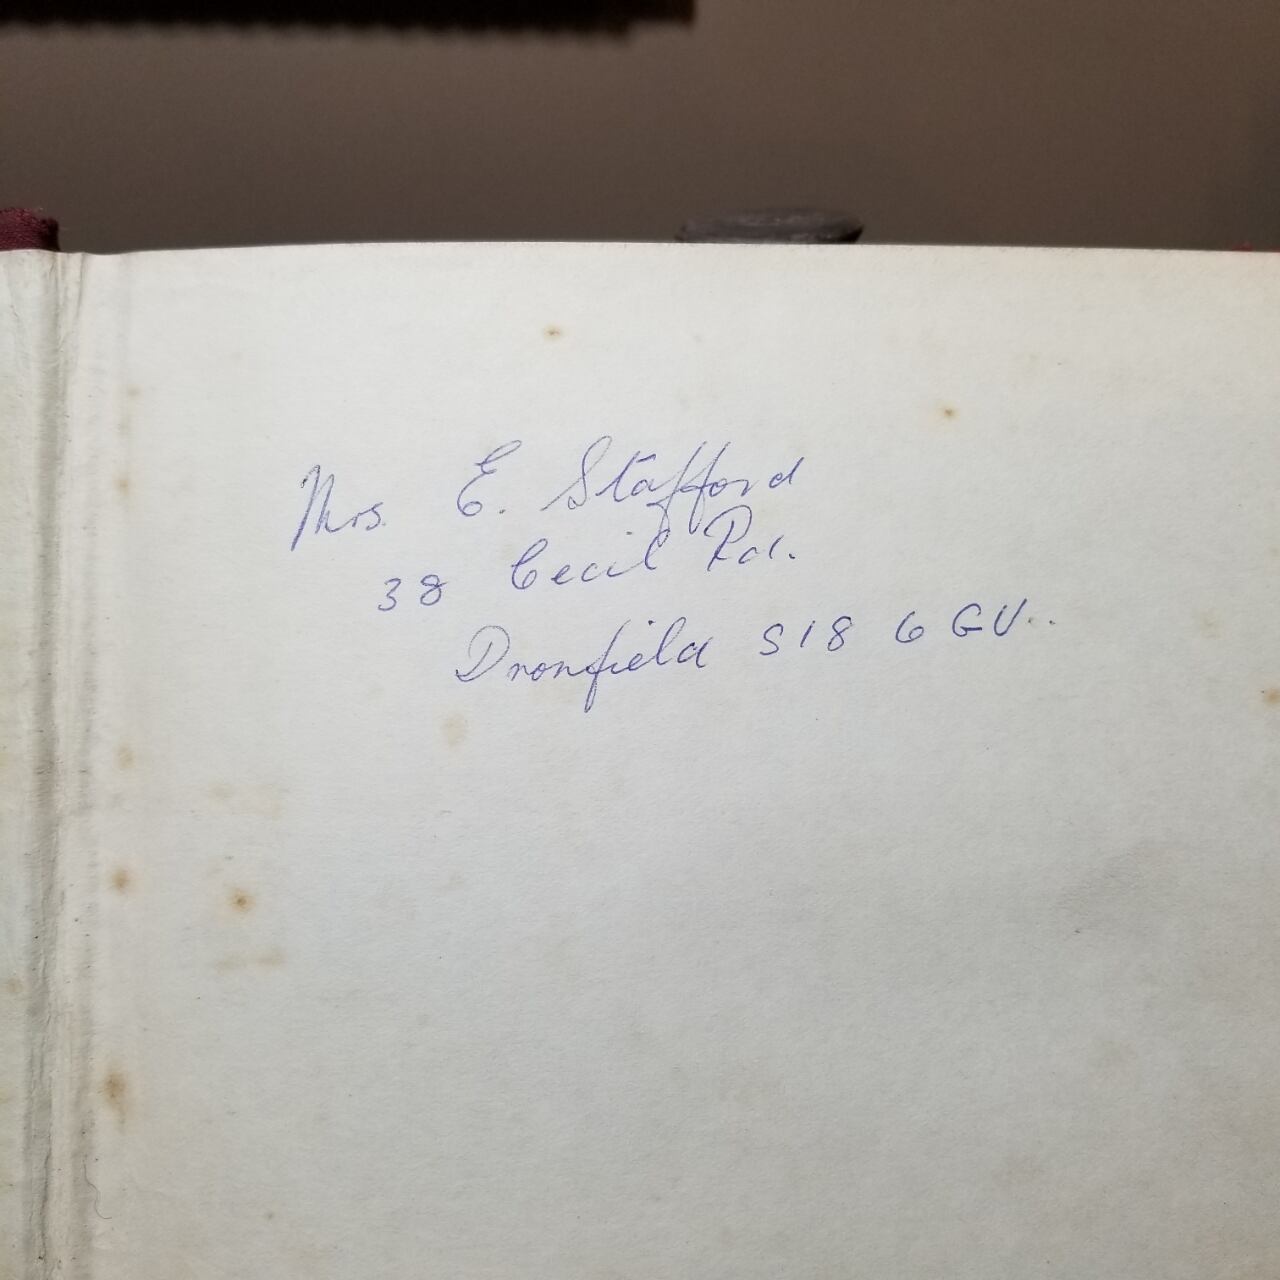 Mrs. E. Stafford
38 Cecil Rd.
Dronfield S18 6GU..